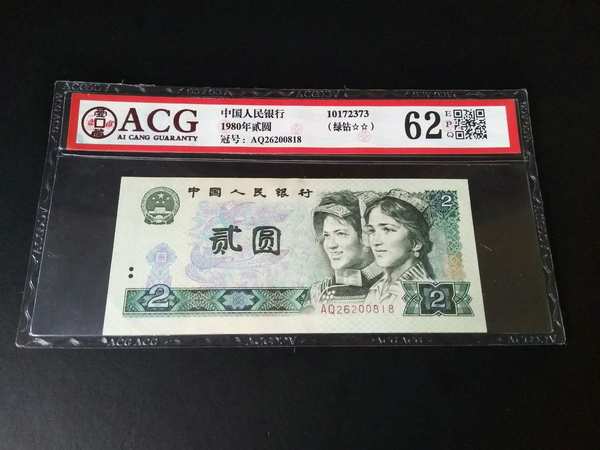 ACG
AI CANG GUARANTY
中国人民银行
1980年贰圆
冠号：AQ26200818
10172373
（绿钻☆☆）
62
EPQ
中国人民银行
贰圆
2
2
2
AQ26200818
ACGACG